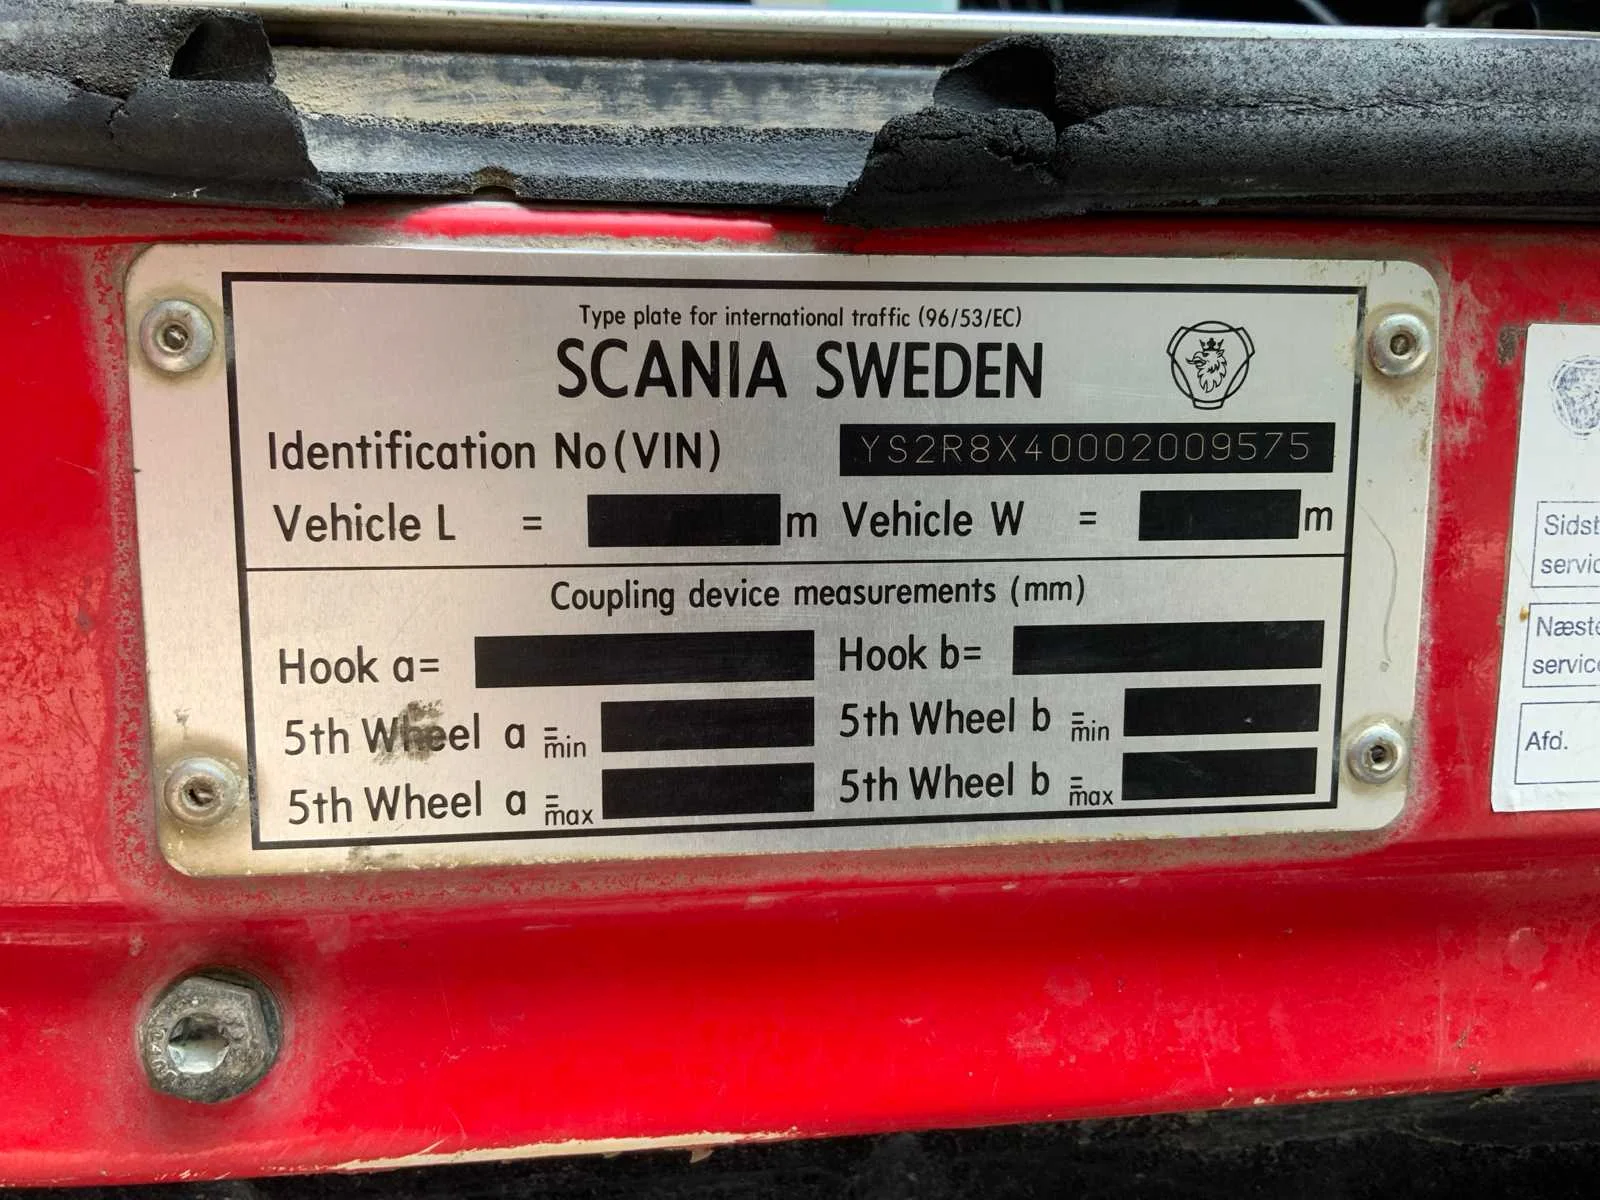 Type plate for international traffic (96/53/EC)
SCANIA SWEDEN
Identification No (VIN) YS2R8X40002009575
Vehicle L = m Vehicle W = m
Coupling device measurements (mm)
Hook a= Hook b=
5th Wheel a = min 5th Wheel b = min
5th Wheel a = max 5th Wheel b = max
Sidst
servic
Næste
service
Afd.